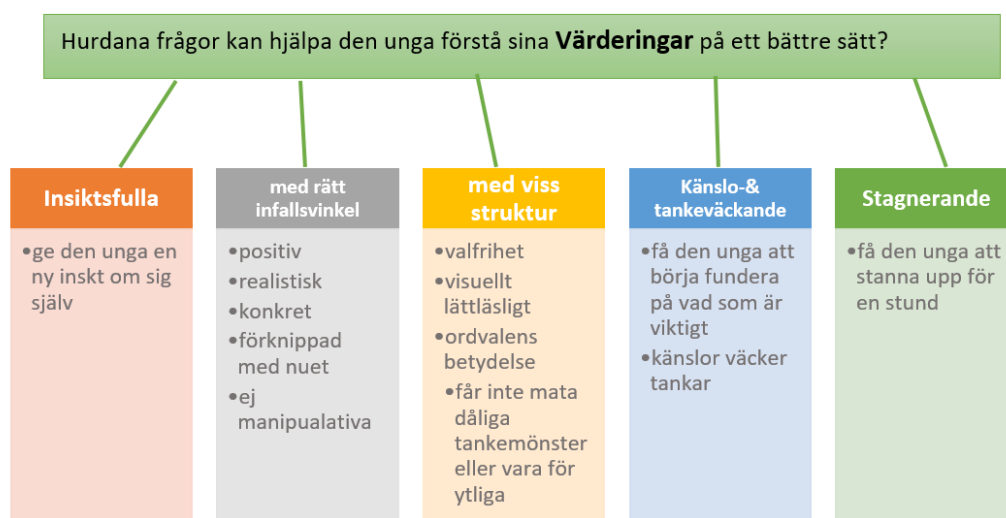 Hurdana frågor kan hjälpa den unga förstå sina Värderingar på ett bättre sätt?
Insiktsfulla
•ge den unga en
ny inskt om sig
själv
med rätt
infallsvinkel
•positiv
•realistisk
•konkret
•förknippad
med nuet
•ej
manipualativa
med viss
struktur
•valfrihet
•visuellt
lättläsligt
•ordvalens
betydelse
•får inte mata
dåliga
tankemönster
eller vara för
ytliga
Känslo-&
tankeväckande
•få den unga att
börja fundera
på vad som är
viktigt
•känslor väcker
tankar
Stagnerande
•få den unga att
stanna upp för
en stund